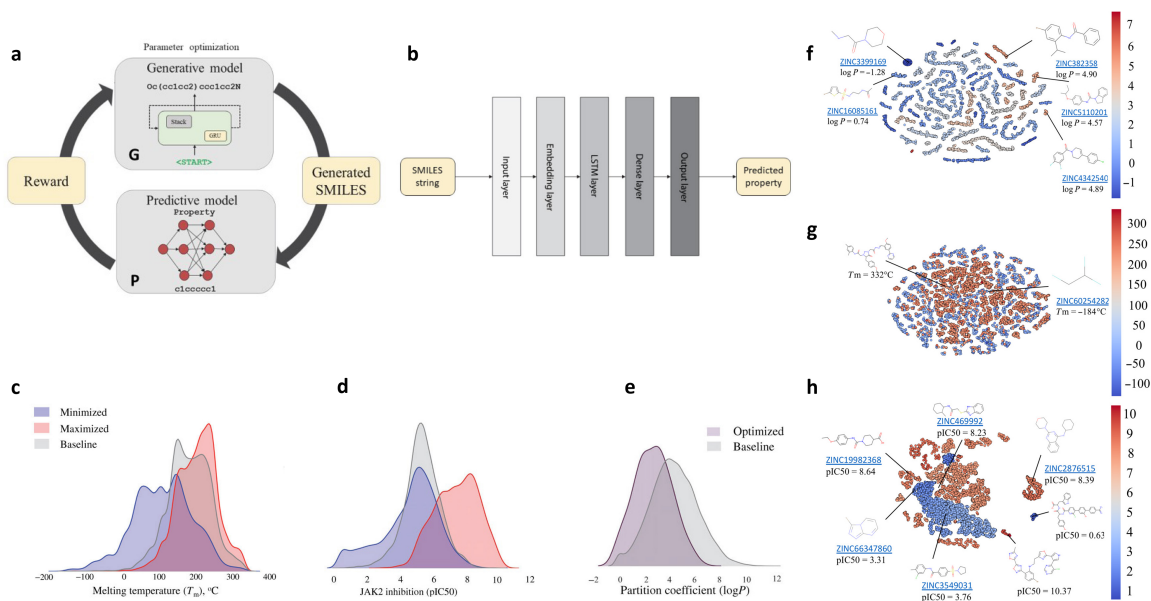 a
Parameter optimization
Generative model
Oc(cc1cc2)ccc1cc2N
Stack
GRU
G
<START>
Reward
Generated
SMILES
Predictive model
Property
P
c1ccccc1
b
SMILES
string
Input layer
Embedding layer
LSTM layer
Dense layer
Output layer
Predicted
property
c
Minimized
Maximized
Baseline
−200 −100 0 100 200 300 400
Melting temperature (Tm), °C
d
0 2 4 6 8 10 12
JAK2 inhibition (pIC50)
e
Optimized
Baseline
−2 0 2 4 6 8 10 12
Partition coefficient (logP)
f
ZINC3399169
log P = −1.28
ZINC16085161
log P = 0.74
ZINC382358
log P = 4.90
ZINC5110201
log P = 4.57
ZINC4342540
log P = 4.89
7
6
5
4
3
2
1
0
−1
g
Tm = 332°C
ZINC60254282
Tm = −184°C
300
250
200
150
100
50
0
−50
−100
h
ZINC469992
pIC50 = 8.23
ZINC19982368
pIC50 = 8.64
ZINC66347860
pIC50 = 3.31
ZINC3549031
pIC50 = 3.76
ZINC2876515
pIC50 = 8.39
pIC50 = 0.63
pIC50 = 10.37
10
9
8
7
6
5
4
3
2
1